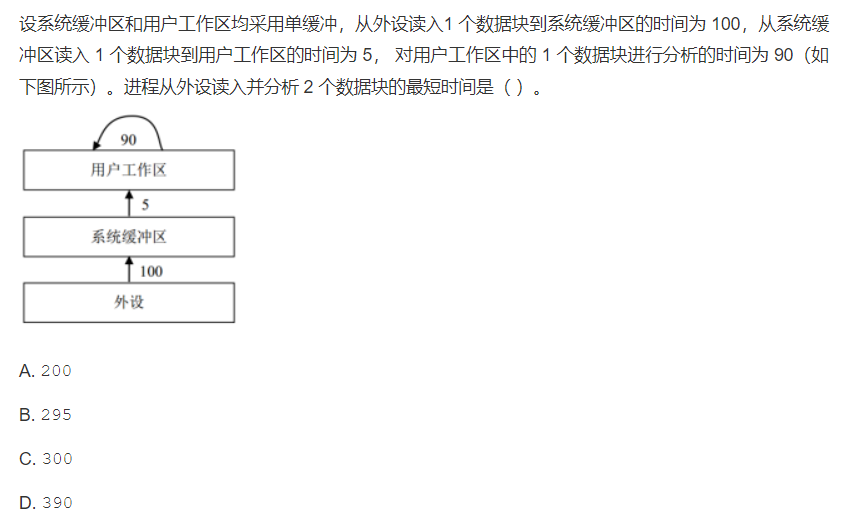 设系统缓冲区和用户工作区均采用单缓冲，从外设读入1 个数据块到系统缓冲区的时间为 100，从系统缓
冲区读入 1 个数据块到用户工作区的时间为 5， 对用户工作区中的 1 个数据块进行分析的时间为 90（如
下图所示）。进程从外设读入并分析 2 个数据块的最短时间是（ ）。
90
用户工作区
5
系统缓冲区
100
外设
A. 200
B. 295
C. 300
D. 390